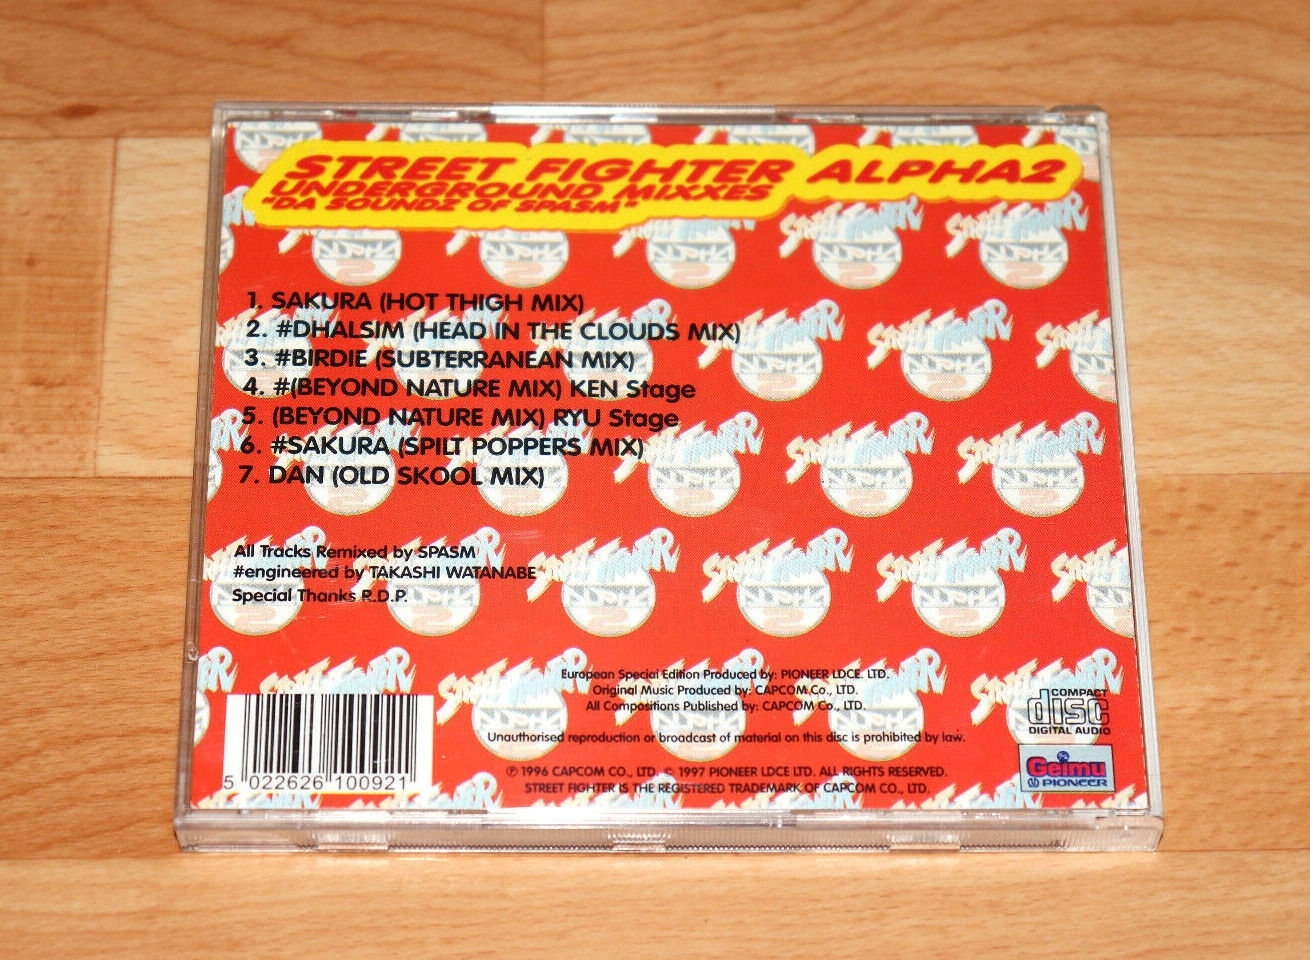 STREET FIGHTER ALPHA2
UNDERGROUND MIXXES
"DA SOUNDZ OF SPASM"
1. SAKURA (HOT THIGH MIX)
2. #DHALSIM (HEAD IN THE CLOUDS MIX)
3. #BIRDIE (SUBTERRANEAN MIX)
4. #(BEYOND NATURE MIX) KEN Stage
5. (BEYOND NATURE MIX) RYU Stage
6. #SAKURA (SPILT POPPERS MIX)
7. DAN (OLD SKOOL MIX)
All Tracks Remixed by SPASM
#engineered by TAKASHI WATANABE
Special Thanks R.D.P.
European Special Edition Produced by: PIONEER LDCE. LTD.
Original Music Produced by: CAPCOM Co., LTD.
All Compositions Published by: CAPCOM Co., LTD.
Unauthorised reproduction or broadcast of material on this disc is prohibited by law.
℗ 1996 CAPCOM CO., LTD. © 1997 PIONEER LDCE LTD. ALL RIGHTS RESERVED.
STREET FIGHTER IS THE REGISTERED TRADEMARK OF CAPCOM CO., LTD.
5 022626 100921
COMPACT
disc
DIGITAL AUDIO
Geimu
PIONEER